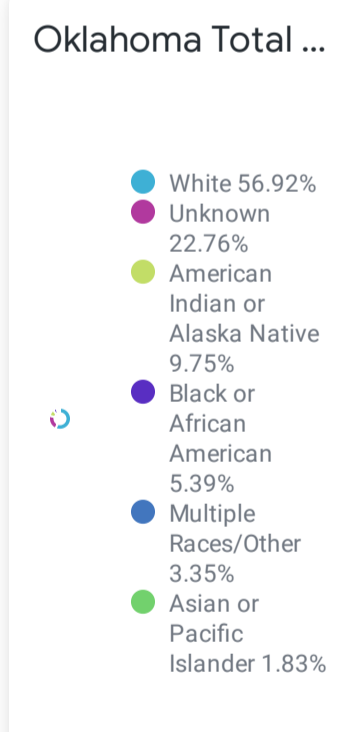 Oklahoma Total ...
White 56.92%
Unknown
22.76%
American
Indian or
Alaska Native
9.75%
Black or
African
American
5.39%
Multiple
Races/Other
3.35%
Asian or
Pacific
Islander 1.83%